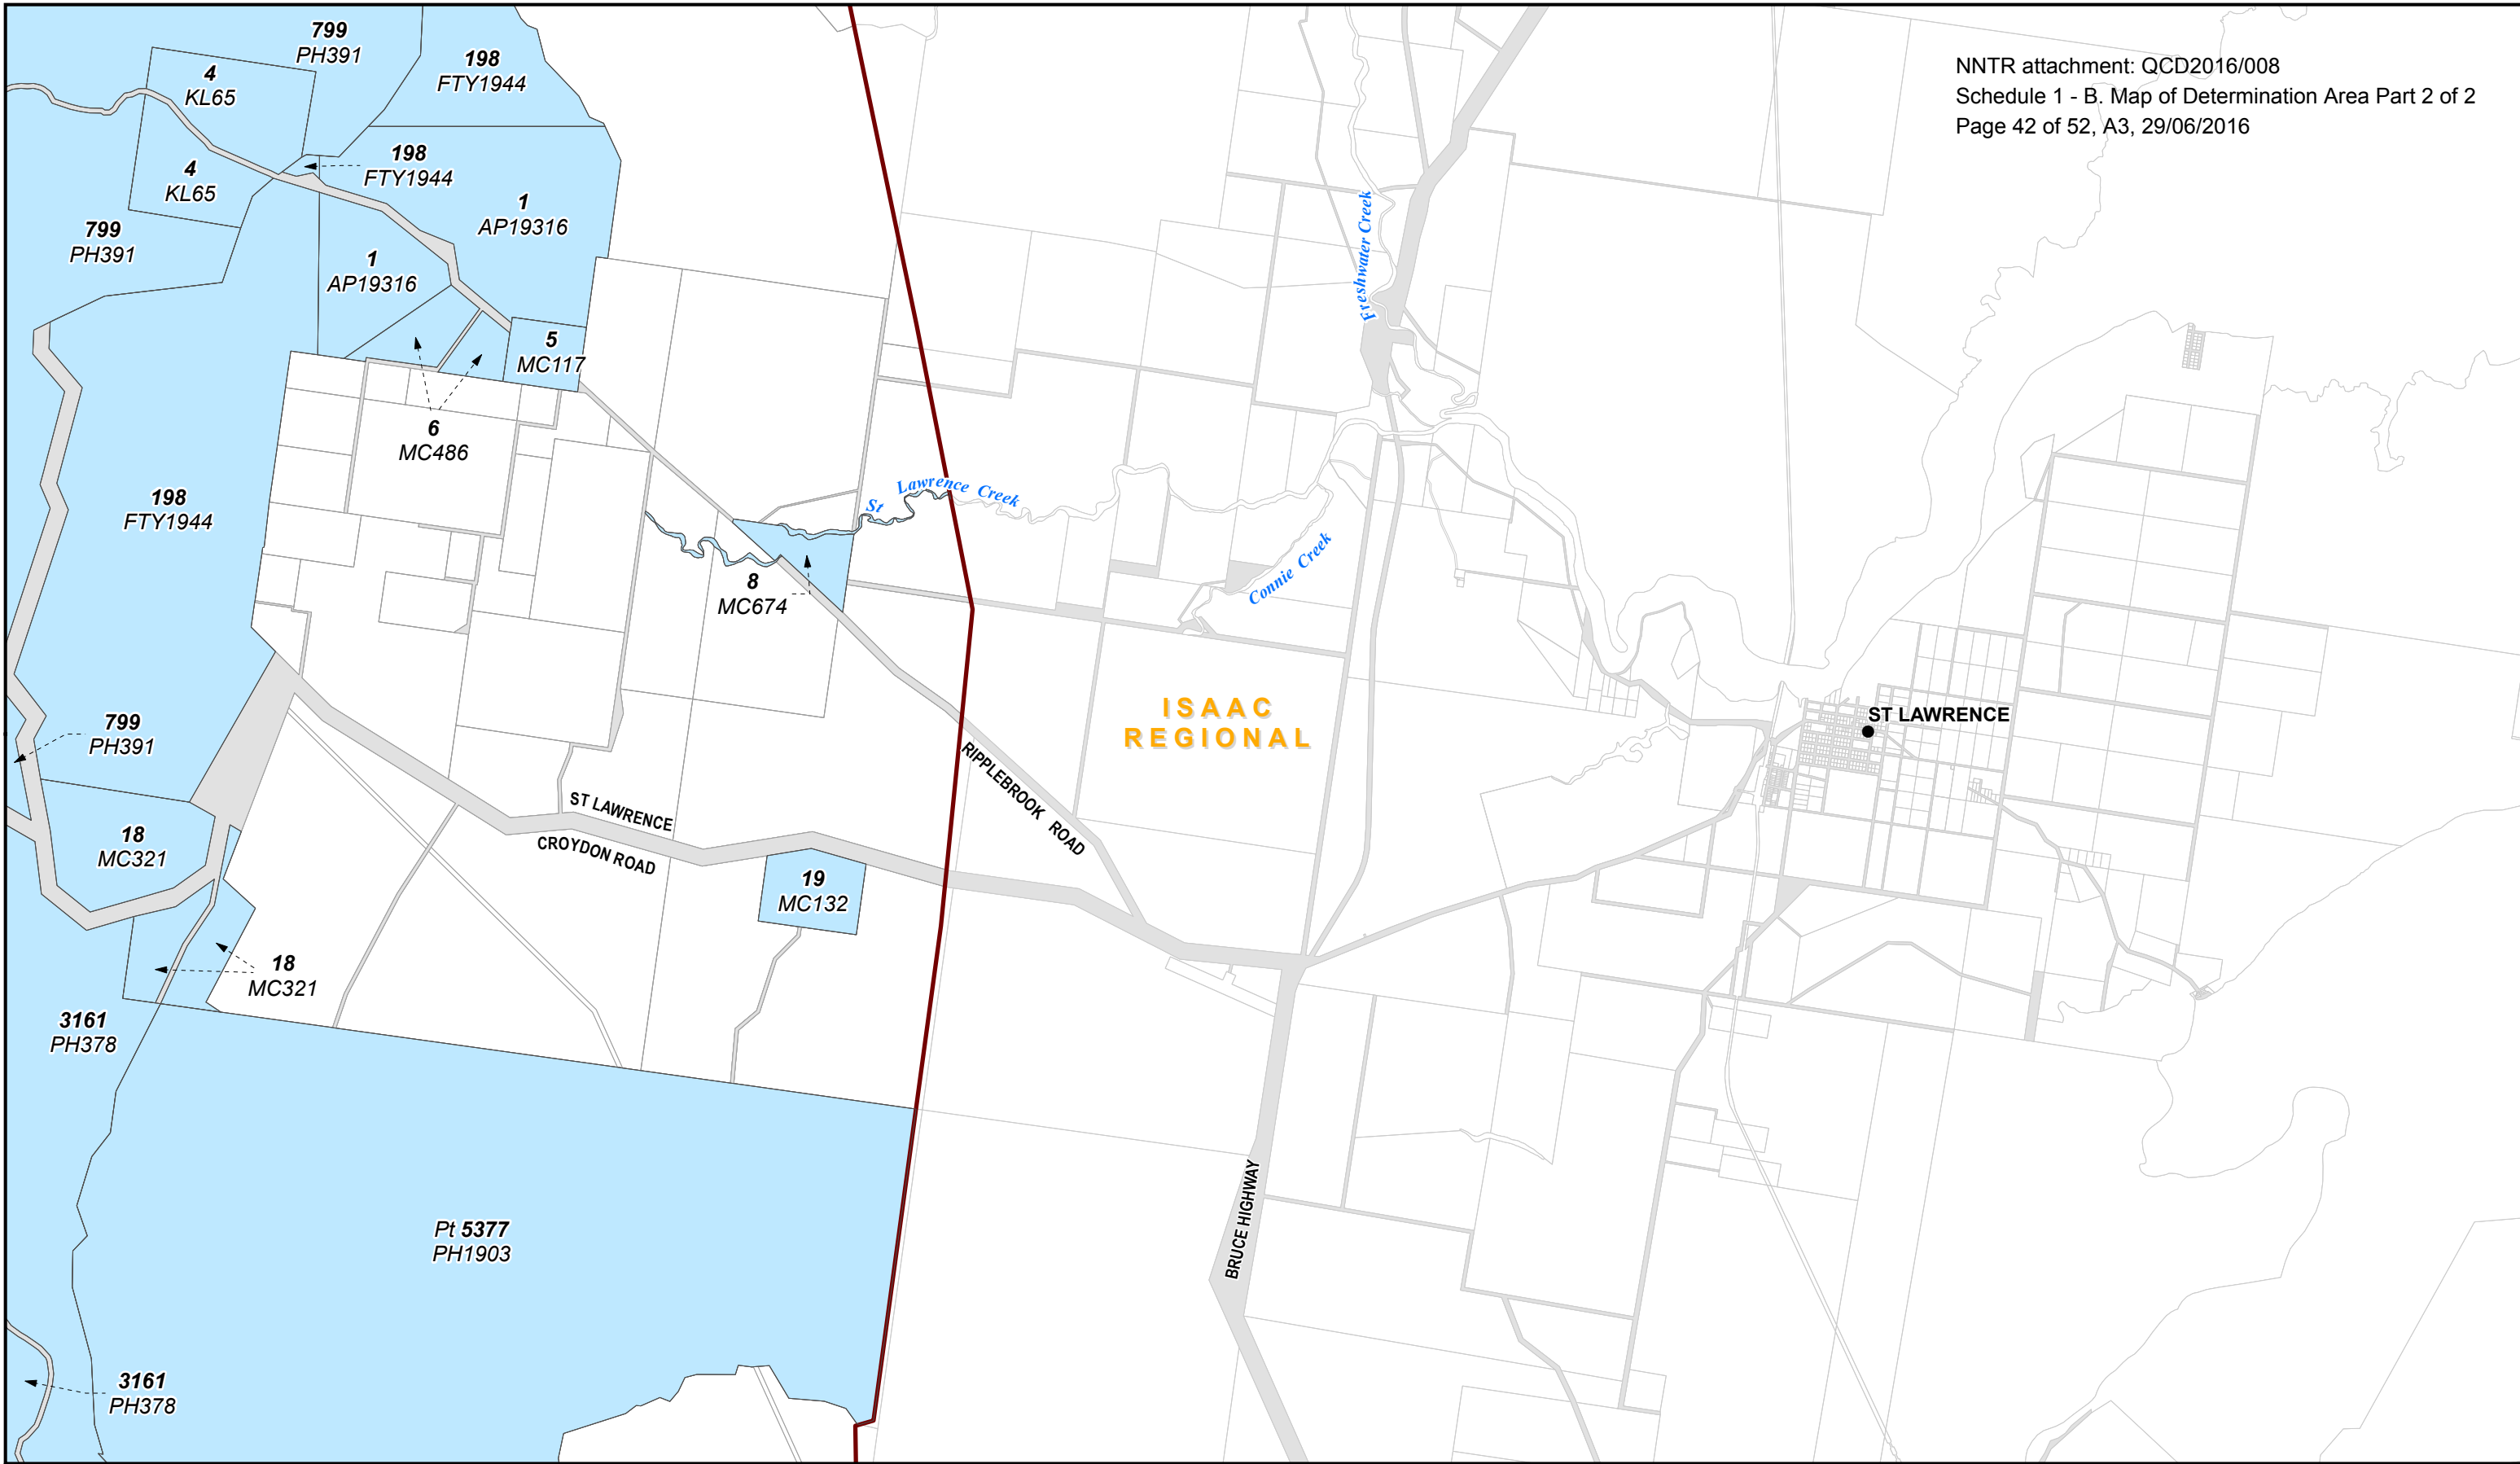 NNTR attachment: QCD2016/008
Schedule 1 - B. Map of Determination Area Part 2 of 2
Page 42 of 52, A3, 29/06/2016
799
PH391
198
FTY1944
4
KL65
198
FTY1944
4
KL65
1
AP19316
799
PH391
1
AP19316
5
MC117
6
MC486
Freshwater Creek
198
FTY1944
St Lawrence Creek
Connie Creek
8
MC674
ISAAC
REGIONAL
ST LAWRENCE
799
PH391
RIPPLEBROOK ROAD
ST LAWRENCE
CROYDON ROAD
18
MC321
19
MC132
18
MC321
3161
PH378
BRUCE HIGHWAY
Pt 5377
PH1903
3161
PH378